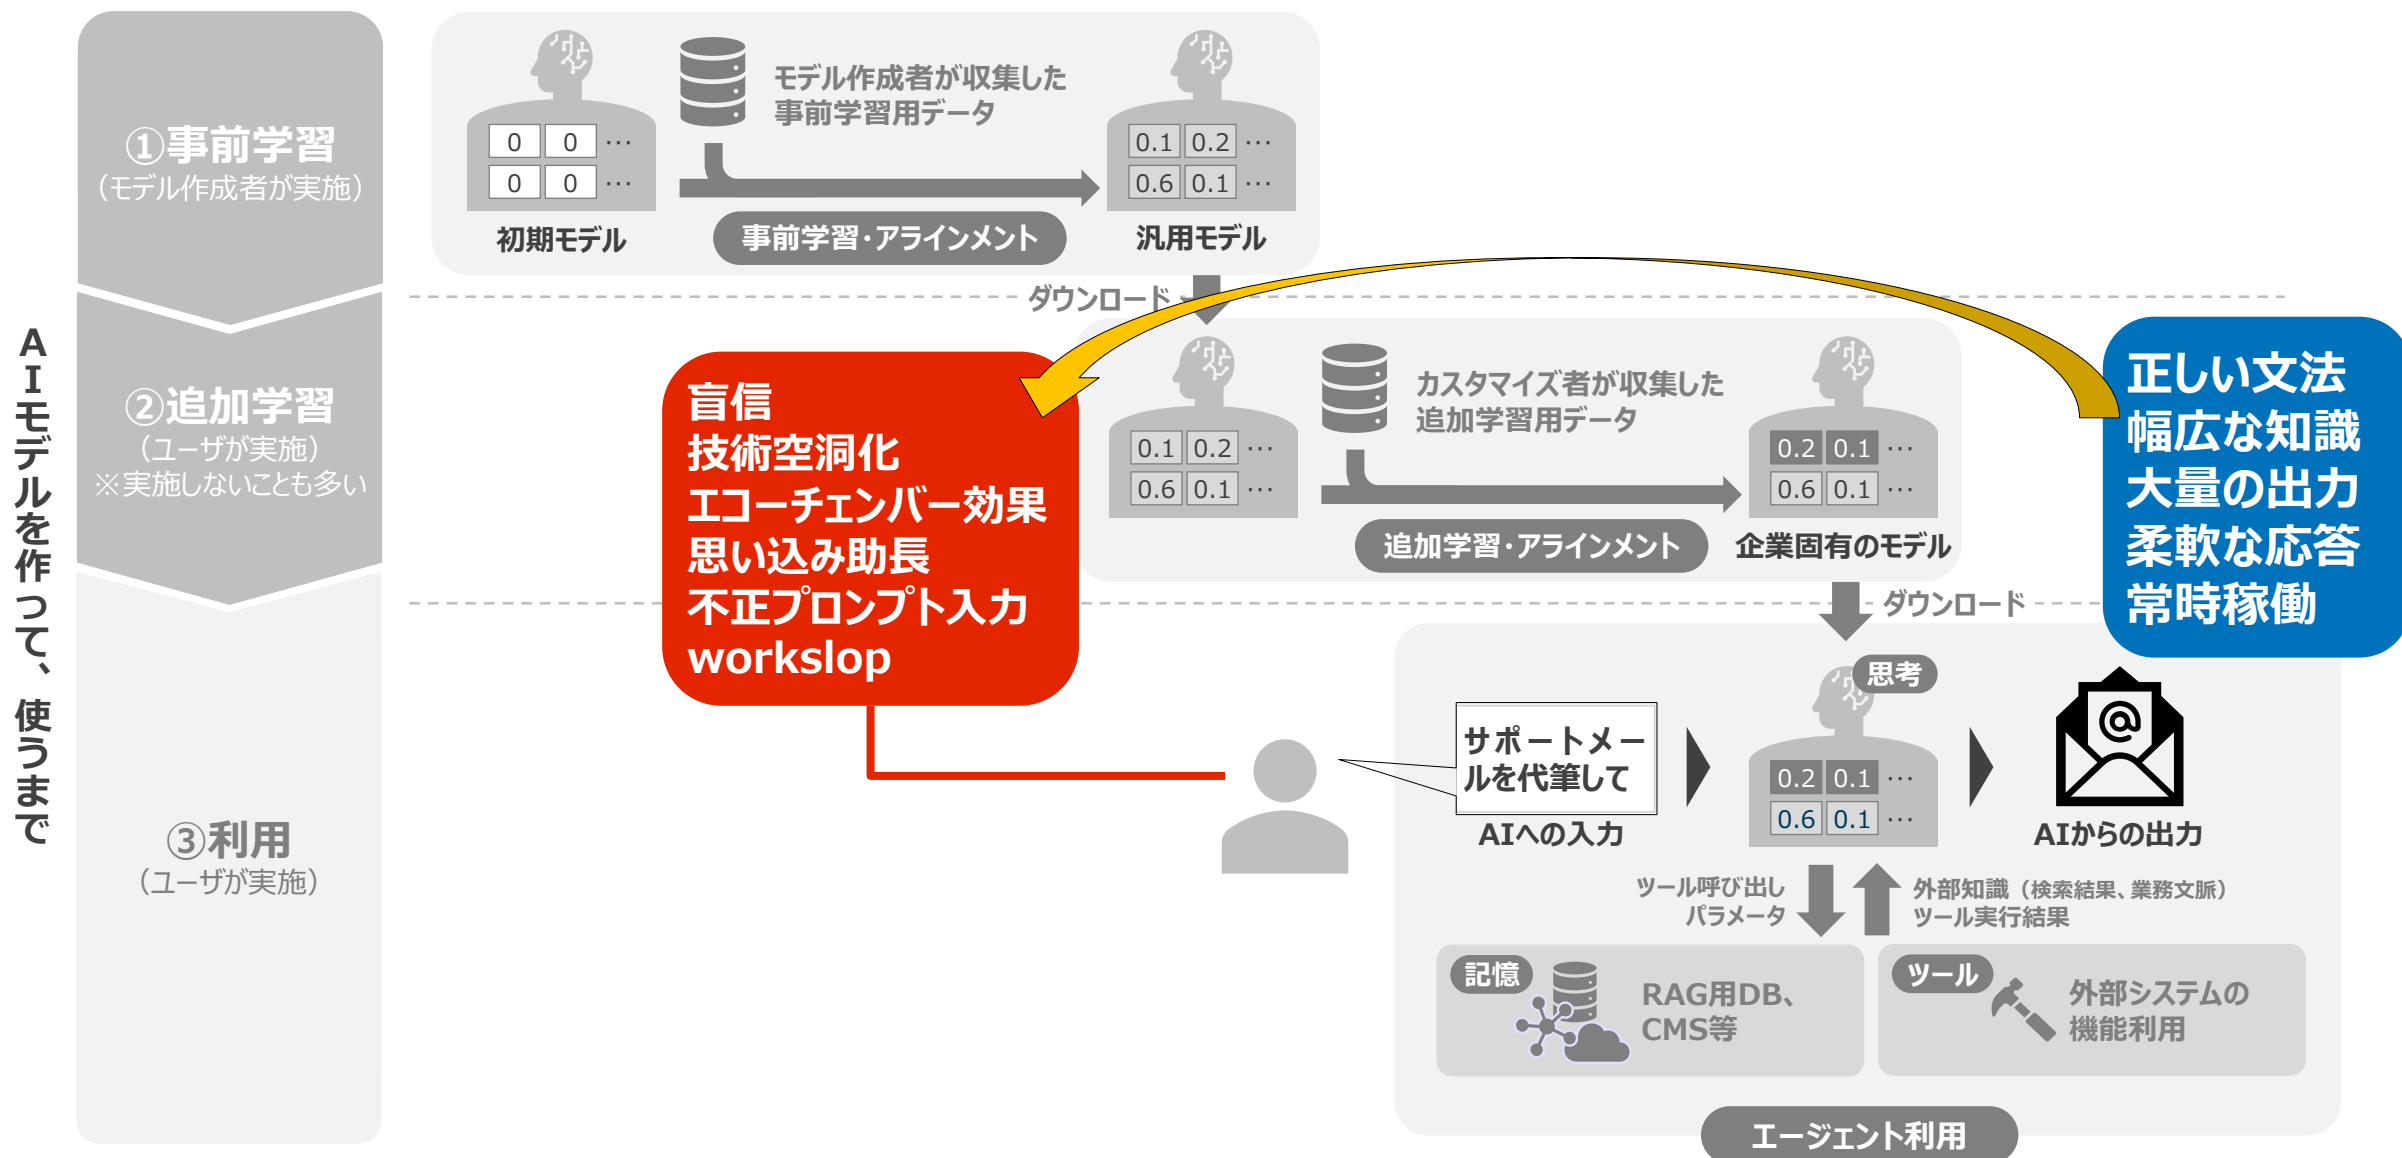 AIモデルを作って、使うまで
①事前学習
（モデル作成者が実施）
②追加学習
（ユーザが実施）
※実施しないことも多い
③利用
（ユーザが実施）
モデル作成者が収集した
事前学習用データ
0 0 …
0 0 …
初期モデル
事前学習・アラインメント
0.1 0.2 …
0.6 0.1 …
汎用モデル
ダウンロード
盲信
技術空洞化
エコーチェンバー効果
思い込み助長
不正プロンプト入力
workslop
0.1 0.2 …
0.6 0.1 …
カスタマイズ者が収集した
追加学習用データ
追加学習・アラインメント
0.2 0.1 …
0.6 0.1 …
企業固有のモデル
正しい文法
幅広な知識
大量の出力
柔軟な応答
常時稼働
ダウンロード
サポートメー
ルを代筆して
AIへの入力
思考
0.2 0.1 …
0.6 0.1 …
AIからの出力
ツール呼び出し
パラメータ
外部知識（検索結果、業務文脈）
ツール実行結果
記憶
RAG用DB、
CMS等
ツール
外部システムの
機能利用
エージェント利用